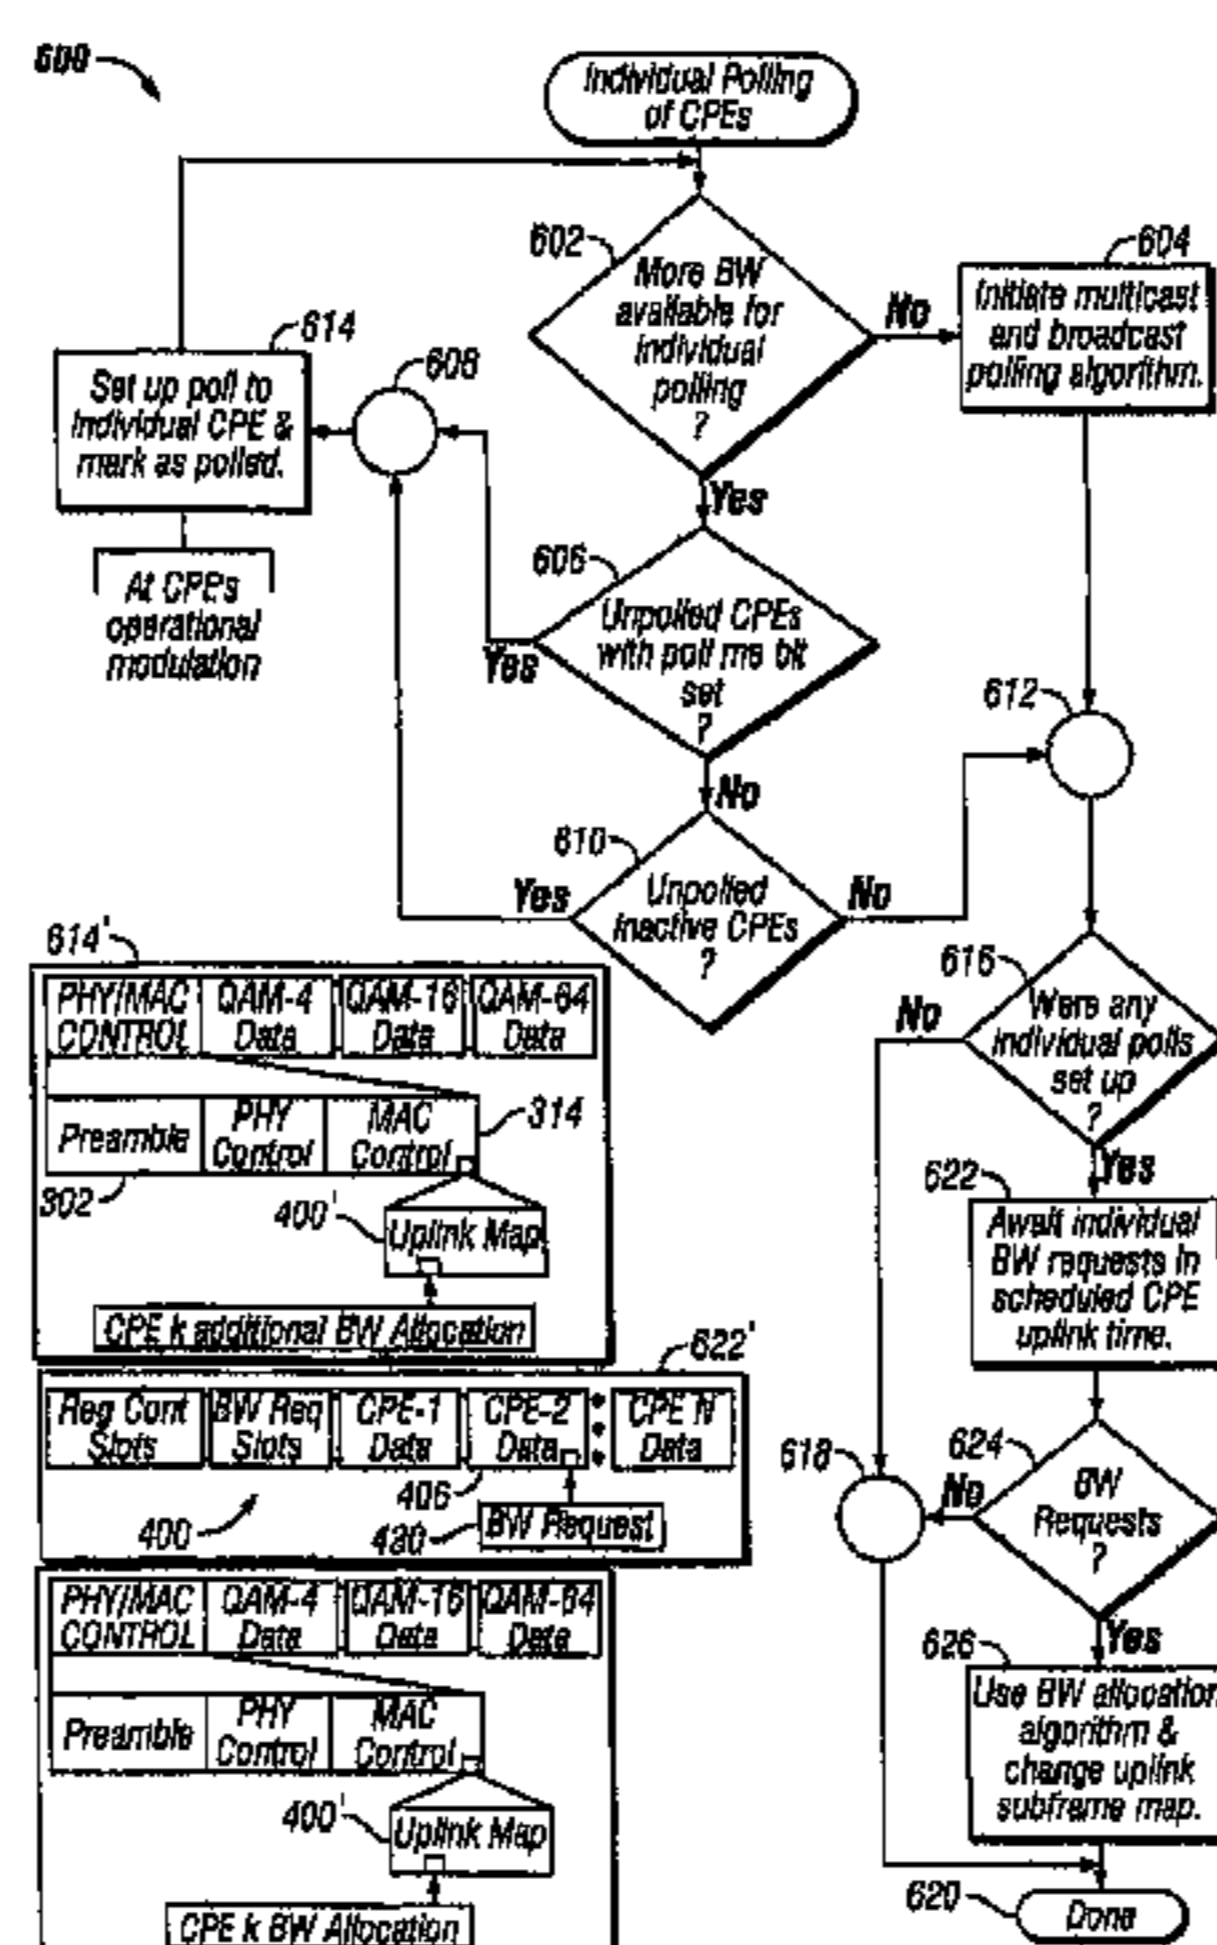 600
Individual Polling
of CPEs
602
More BW
available for
individual
polling
?
No
604
Initiate multicast
and broadcast
polling algorithm.
614
Set up poll to
individual CPE &
mark as polled.
608
Yes
At CPE's
operational
modulation
606
Unpolled CPEs
with poll me bit
set
?
Yes
No
612
610
Unpolled
inactive CPEs
?
Yes
No
616
Were any
individual polls
set up
?
No
Yes
614'
PHY/MAC
CONTROL
QAM-4
Data
QAM-16
Data
QAM-64
Data
Preamble
PHY
Control
MAC
Control
314
302
400'
Uplink Map
CPE k additional BW Allocation
622
Await individual
BW requests in
scheduled CPE
uplink time.
622'
Reg Cont
Slots
BW Req
Slots
CPE-1
Data
CPE-2
Data
CPE N
Data
406
400
430
BW Request
618
624
BW
Requests
?
No
Yes
PHY/MAC
CONTROL
QAM-4
Data
QAM-16
Data
QAM-64
Data
Preamble
PHY
Control
MAC
Control
400'
Uplink Map
CPE k BW Allocation
626
Use BW allocation
algorithm &
change uplink
subframe map.
620
Done